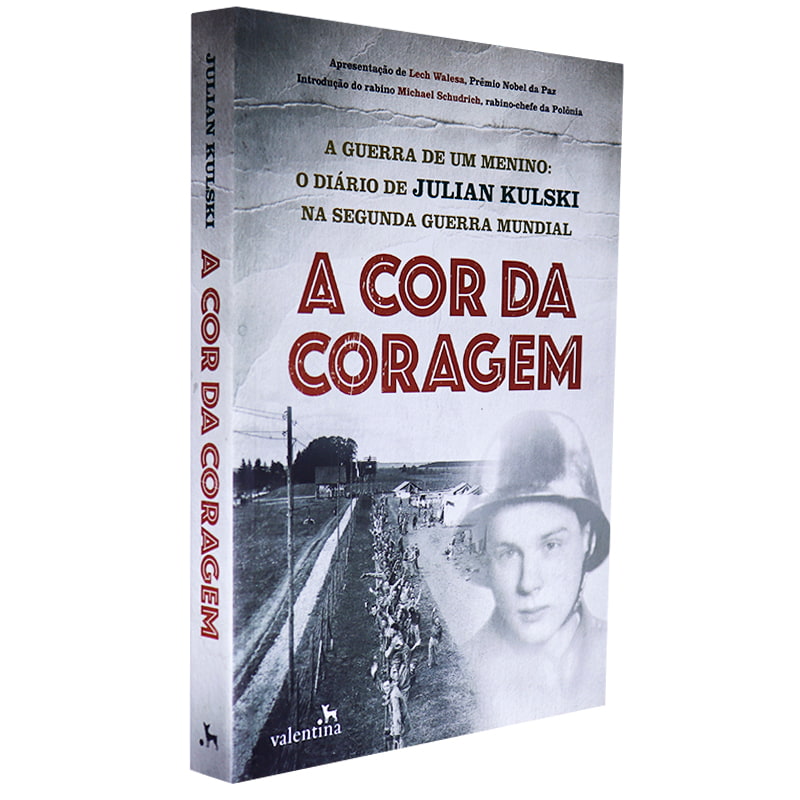 Apresentação de Lech Walesa, Prêmio Nobel da Paz
Introdução do rabino Michael Schudrich, rabino-chefe da Polônia
A GUERRA DE UM MENINO:
O DIÁRIO DE JULIAN KULSKI
NA SEGUNDA GUERRA MUNDIAL
A COR DA
CORAGEM
valentina
JULIAN KULSKI
A COR DA CORAGEM